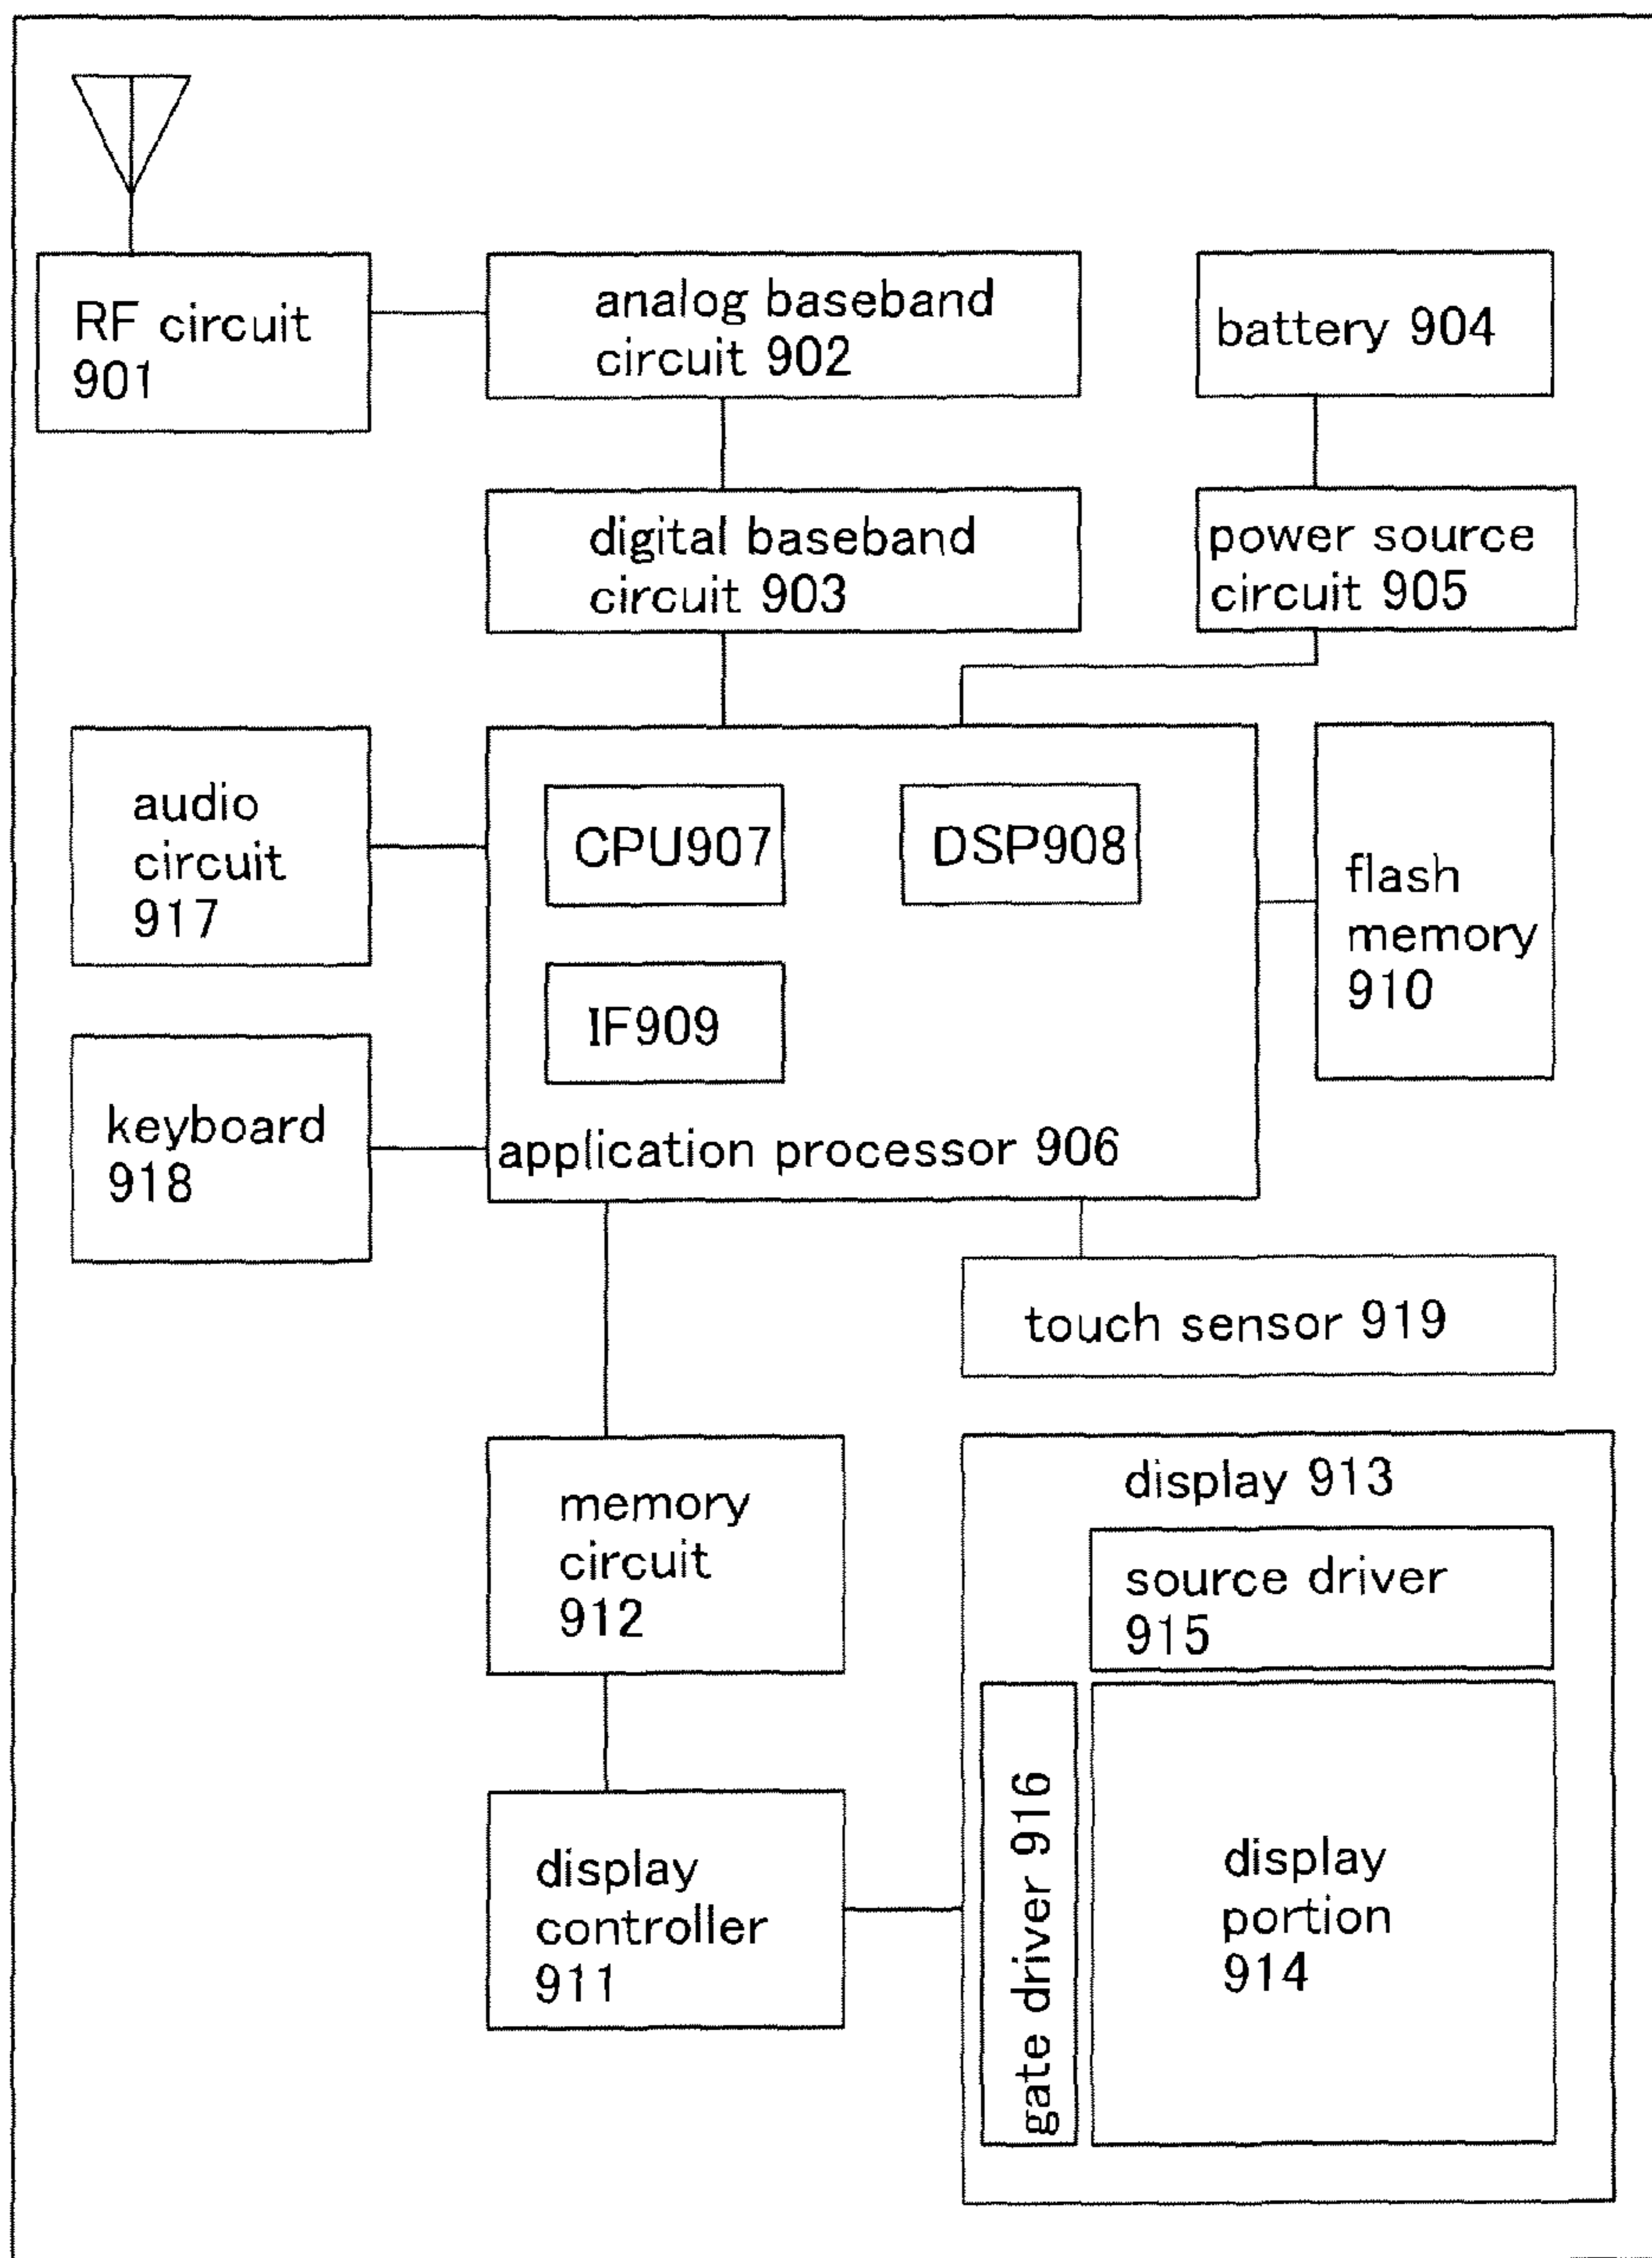 RF circuit
901
analog baseband
circuit 902
battery 904
digital baseband
circuit 903
power source
circuit 905
audio
circuit
917
CPU907
DSP908
flash
memory
910
IF909
keyboard
918
application processor 906
touch sensor 919
memory
circuit
912
display 913
source driver
915
display
controller
911
gate driver 916
display
portion
914